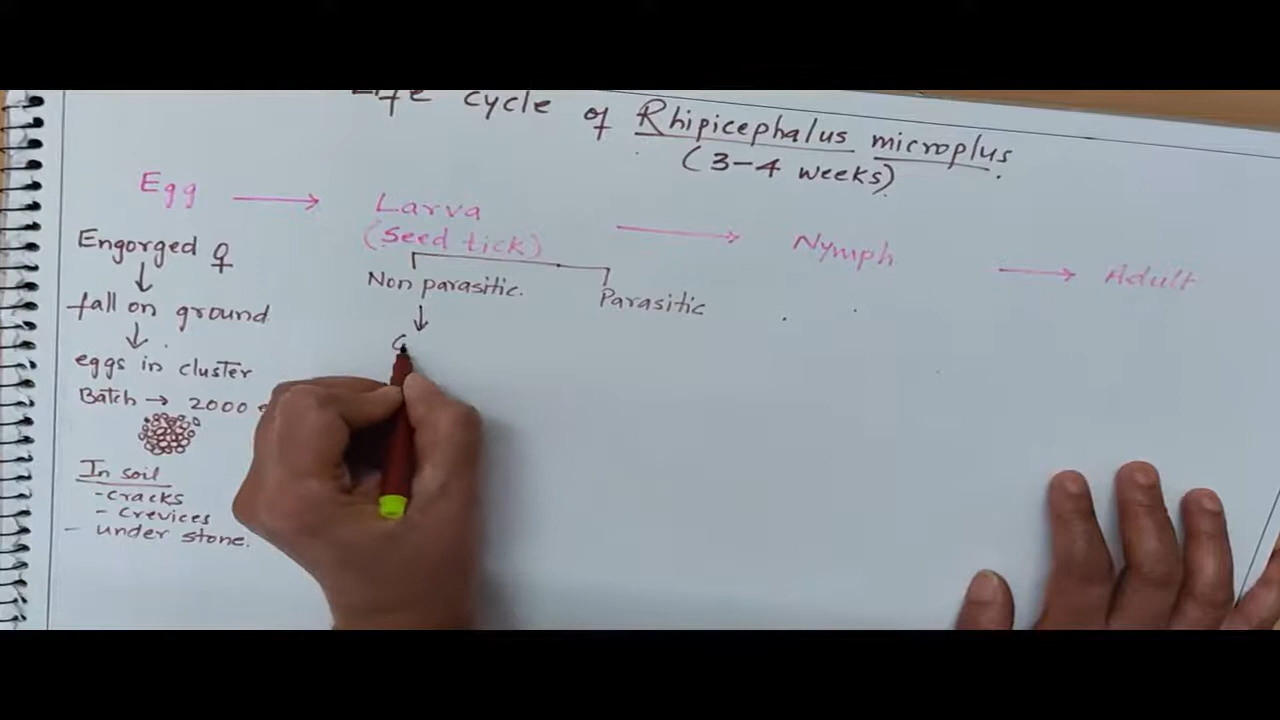 Life cycle of Rhipicephalus microplus.
(3-4 weeks)
Egg → Larva → Nymph → Adult
(Seed tick)
Engorged ♀
↓
fall on ground
↓
eggs in cluster
Batch → 2000
In soil
- cracks
- crevices
- under stone.
Non parasitic.
↓
Parasitic